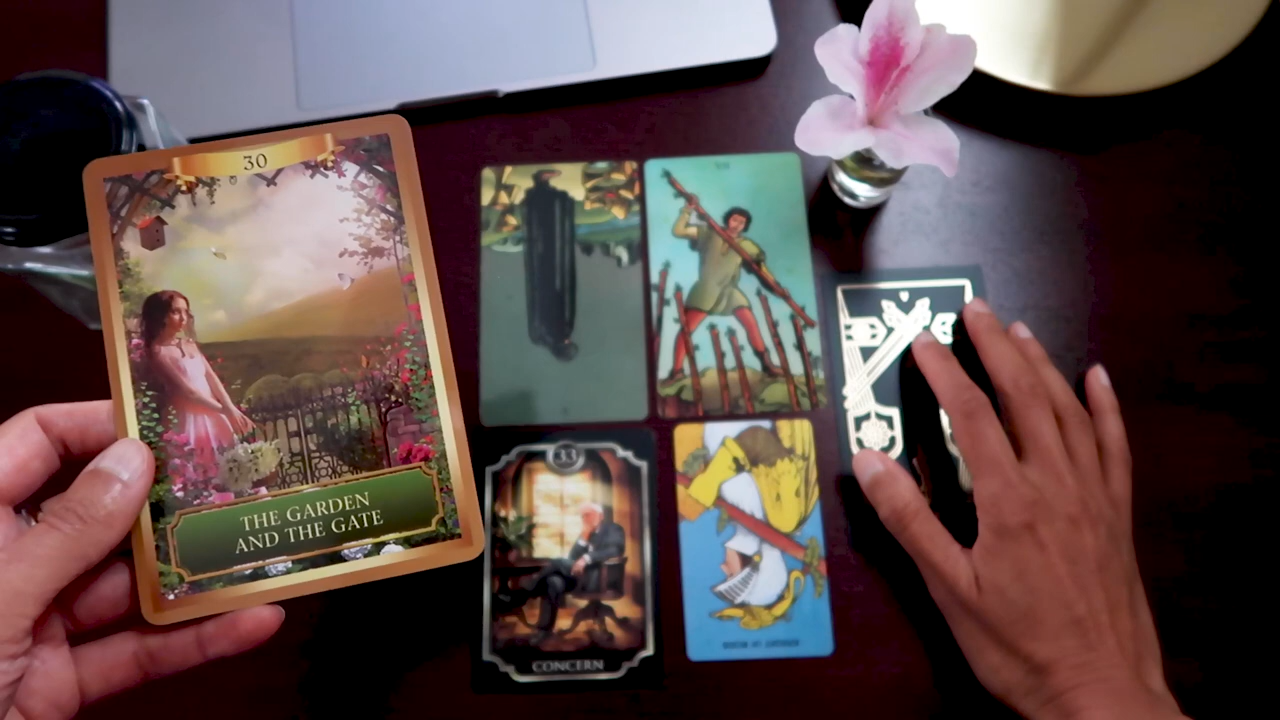 30
THE GARDEN
AND THE GATE
33
CONCERN